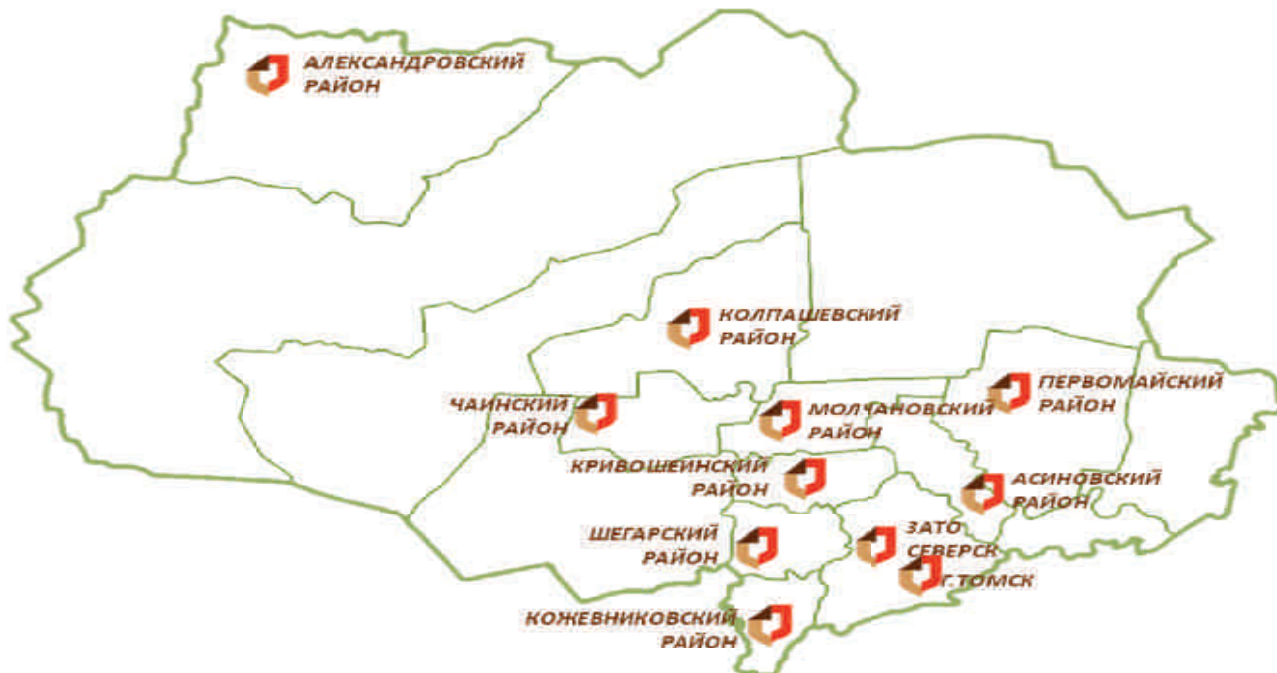 АЛЕКСАНДРОВСКИЙ
РАЙОН
КОЛПАШЕВСКИЙ
РАЙОН
ПЕРВОМАЙСКИЙ
РАЙОН
ЧАИНСКИЙ
РАЙОН
МОЛЧАНОВСКИЙ
РАЙОН
КРИВОШЕИНСКИЙ
РАЙОН
АСИНОВСКИЙ
РАЙОН
ШЕГАРСКИЙ
РАЙОН
ЗАТО
СЕВЕРСК
Г.ТОМСК
КОЖЕВНИКОВСКИЙ
РАЙОН